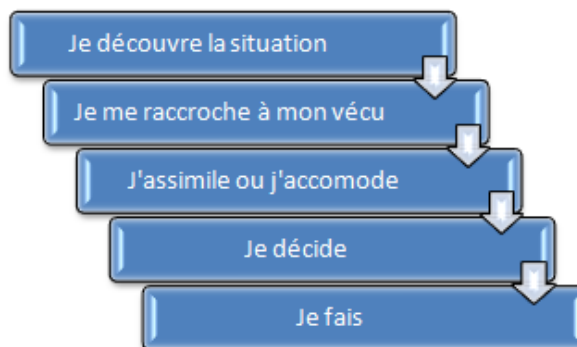 Je découvre la situation
Je me raccroche à mon vécu
J'assimile ou j'accomode
Je décide
Je fais